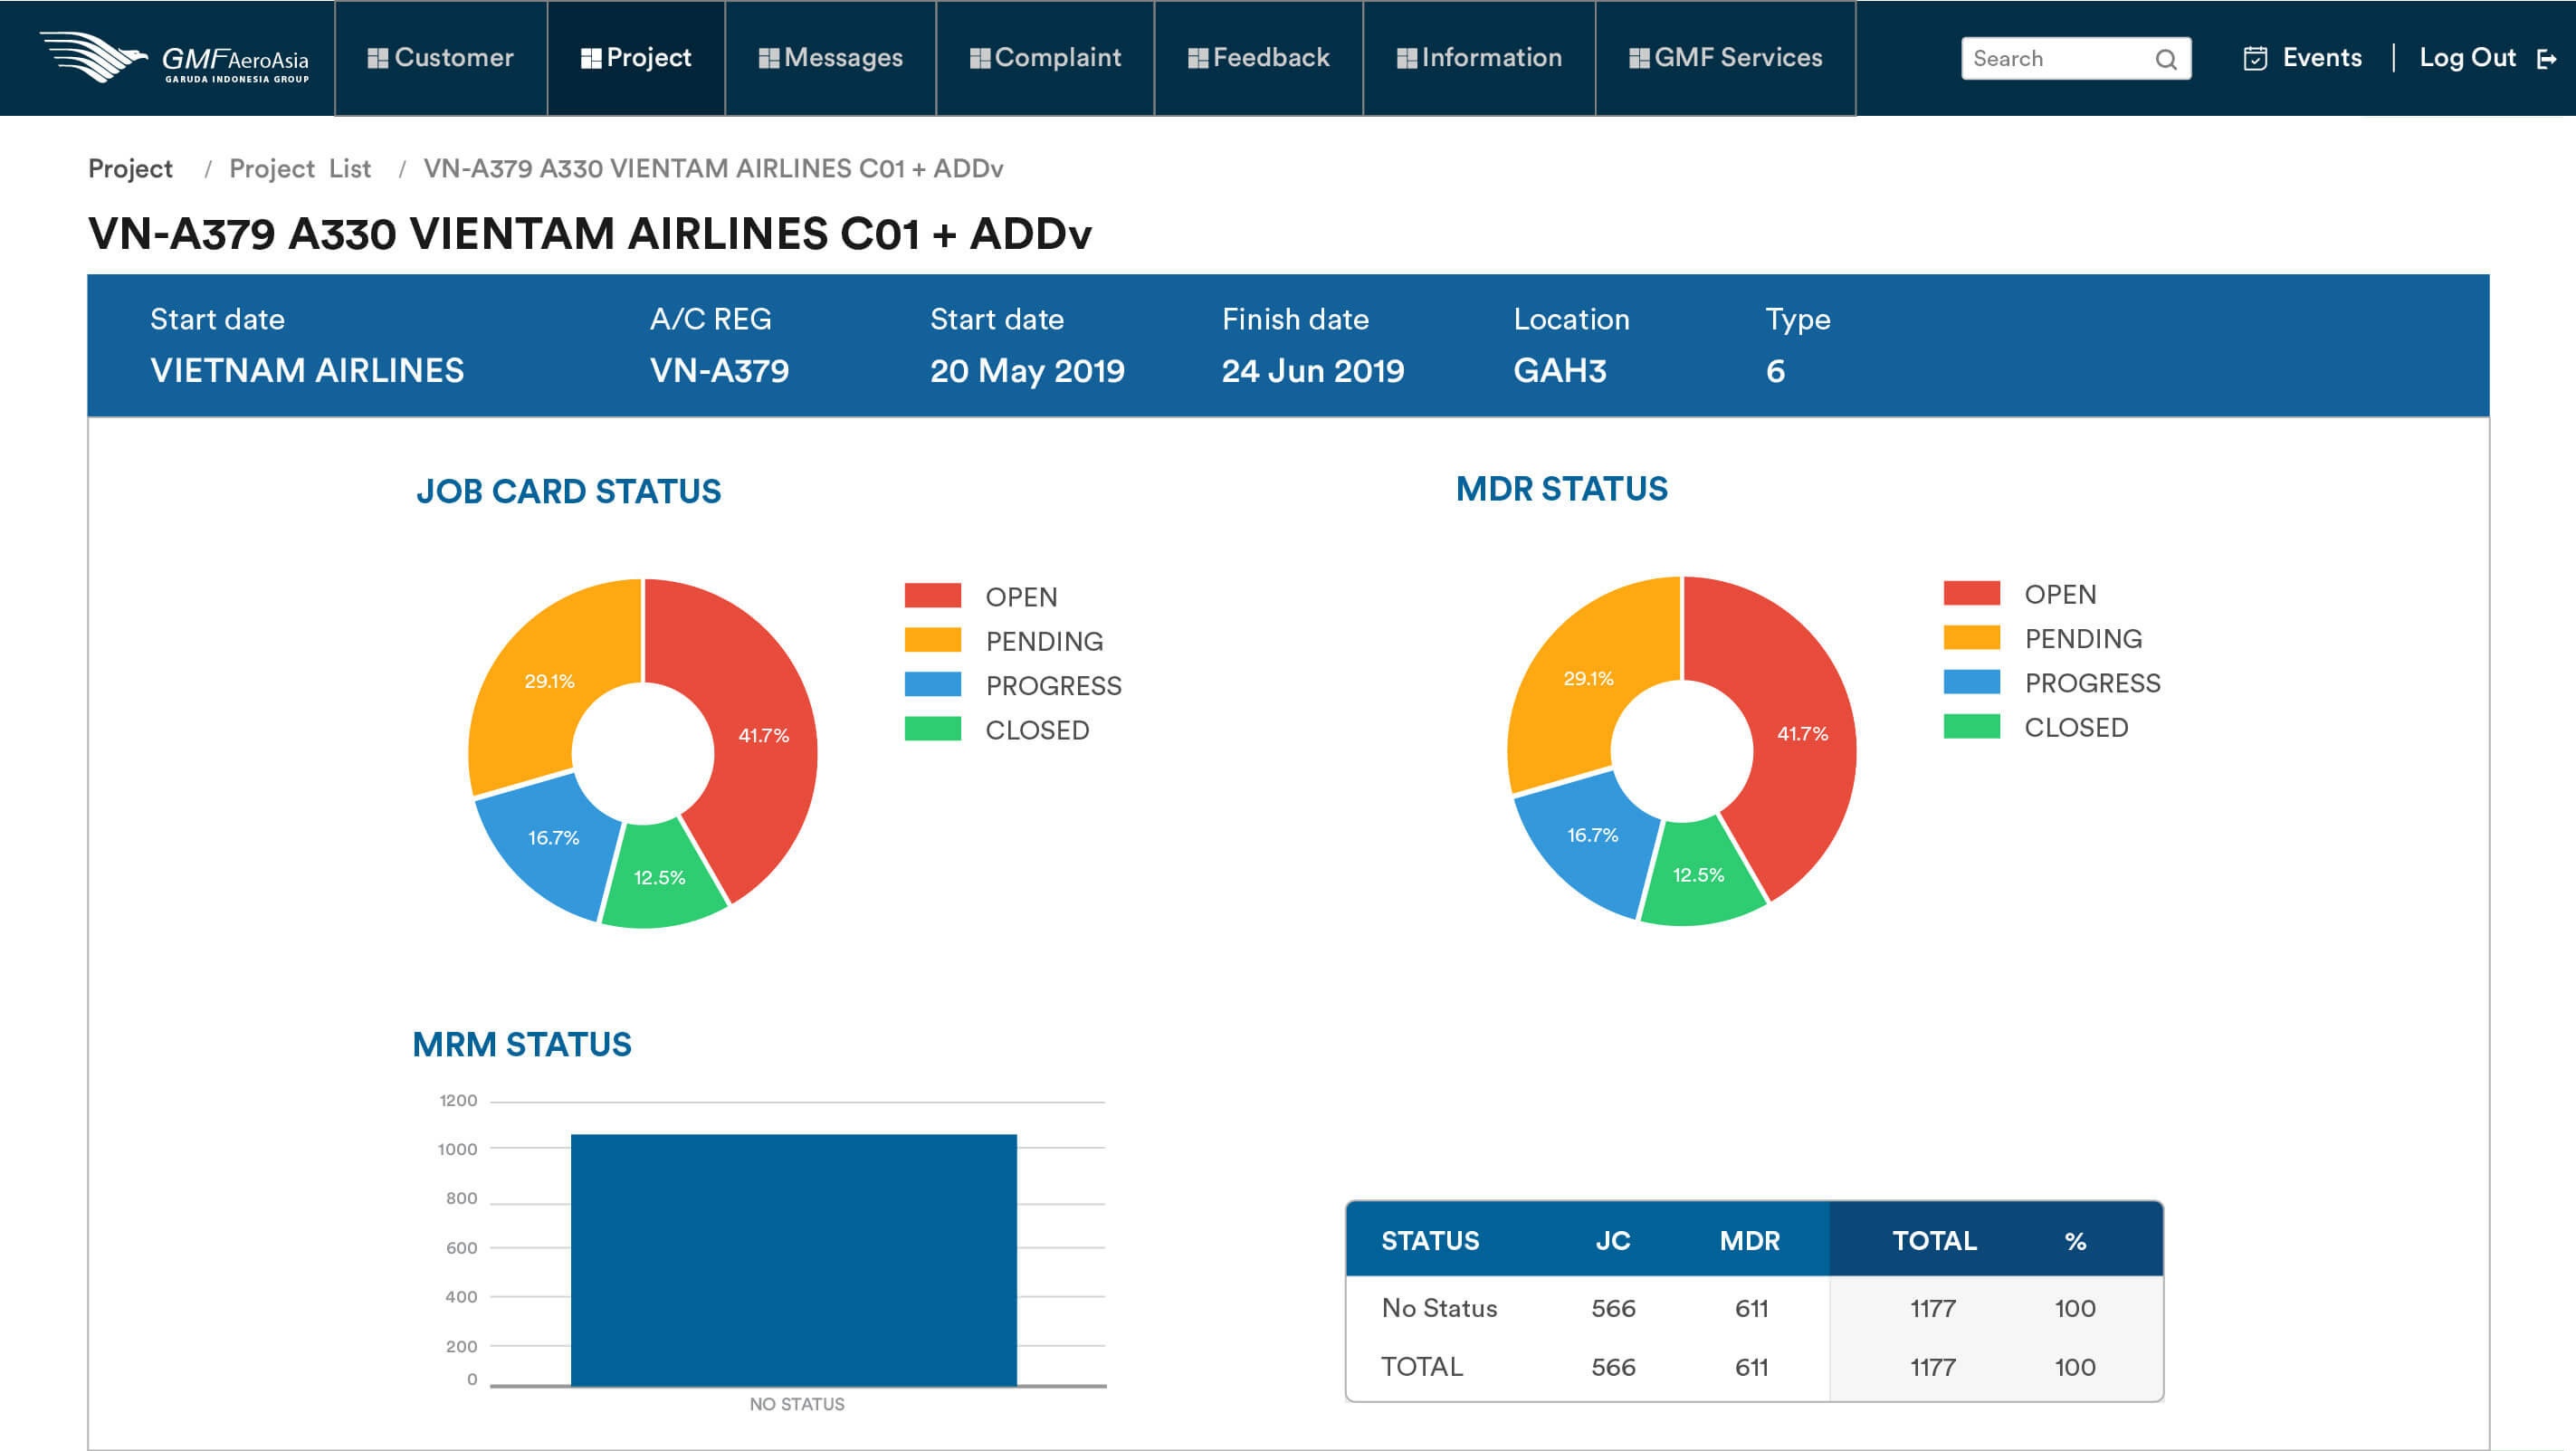 GMF AeroAsia
GARUDA INDONESIA GROUP
Customer
Project
Messages
Complaint
Feedback
Information
GMF Services
Search
Events
|
Log Out
Project / Project List / VN-A379 A330 VIENTAM AIRLINES C01 + ADDv
VN-A379 A330 VIENTAM AIRLINES C01 + ADDv
Start date A/C REG Start date Finish date Location Type
VIETNAM AIRLINES VN-A379 20 May 2019 24 Jun 2019 GAH3 6
JOB CARD STATUS
29.1%
41.7%
16.7%
12.5%
OPEN
PENDING
PROGRESS
CLOSED
MDR STATUS
29.1%
41.7%
16.7%
12.5%
OPEN
PENDING
PROGRESS
CLOSED
MRM STATUS
1200
1000
800
600
400
200
0
NO STATUS
STATUS JC MDR TOTAL %
No Status 566 611 1177 100
TOTAL 566 611 1177 100